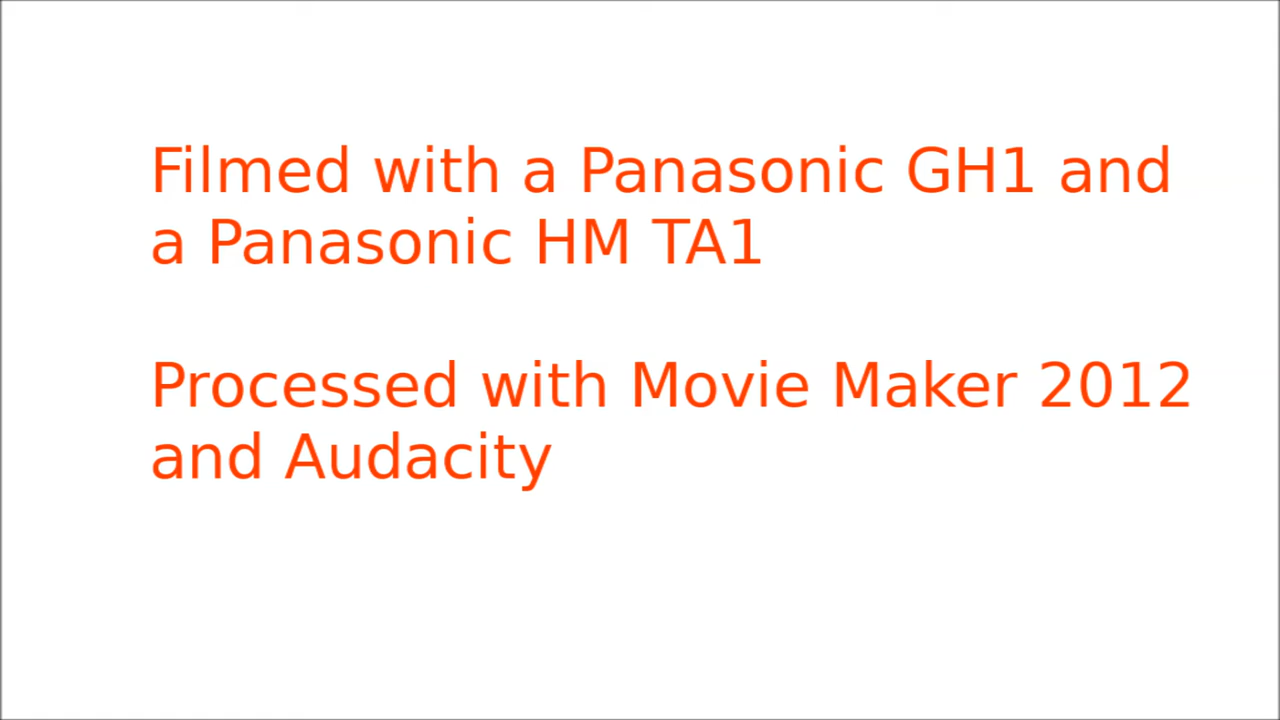 Filmed with a Panasonic GH1 and
a Panasonic HM TA1
Processed with Movie Maker 2012
and Audacity